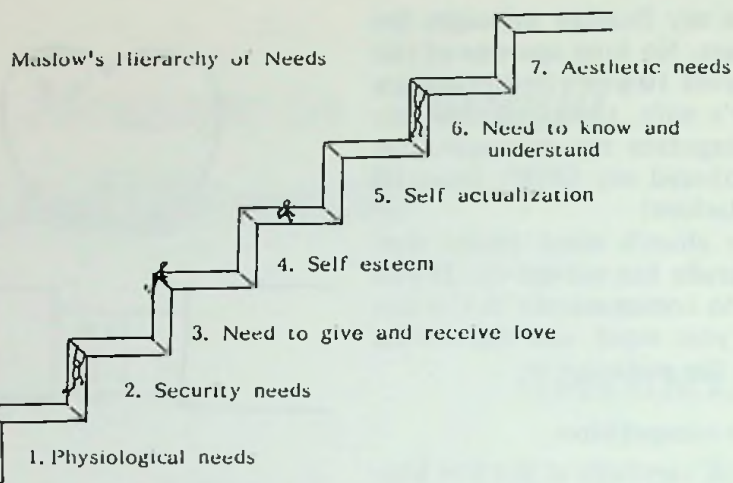 Maslow's Hierarchy of Needs
7. Aesthetic needs
6. Need to know and
understand
5. Self actualization
4. Self esteem
3. Need to give and receive love
2. Security needs
1. Physiological needs